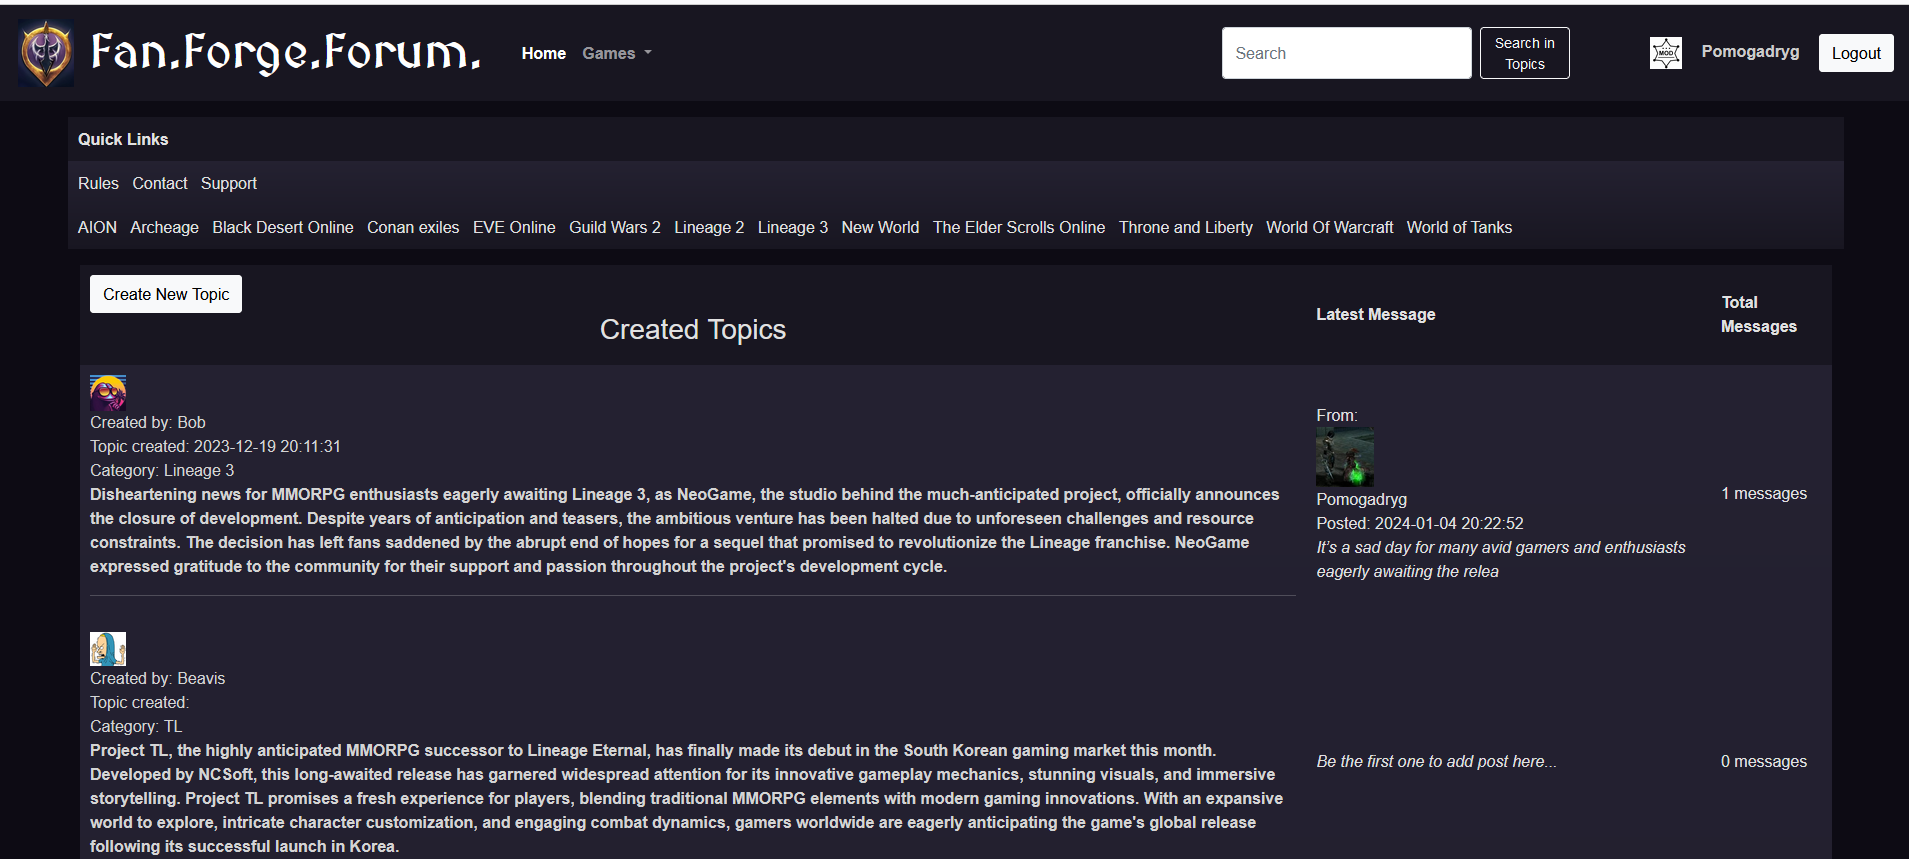 Fan.Forge.Forum.
Home Games
Search
Search in
Topics
MOD
Pomogadryg
Logout
Quick Links
Rules Contact Support
AION Archeage Black Desert Online Conan exiles EVE Online Guild Wars 2 Lineage 2 Lineage 3 New World The Elder Scrolls Online Throne and Liberty World Of Warcraft World of Tanks
Create New Topic
Created Topics
Latest Message
Total
Messages
Created by: Bob
Topic created: 2023-12-19 20:11:31
Category: Lineage 3
Disheartening news for MMORPG enthusiasts eagerly awaiting Lineage 3, as NeoGame, the studio behind the much-anticipated project, officially announces
the closure of development. Despite years of anticipation and teasers, the ambitious venture has been halted due to unforeseen challenges and resource
constraints. The decision has left fans saddened by the abrupt end of hopes for a sequel that promised to revolutionize the Lineage franchise. NeoGame
expressed gratitude to the community for their support and passion throughout the project's development cycle.
From:
Pomogadryg
Posted: 2024-01-04 20:22:52
It's a sad day for many avid gamers and enthusiasts
eagerly awaiting the relea
1 messages
Created by: Beavis
Topic created:
Category: TL
Project TL, the highly anticipated MMORPG successor to Lineage Eternal, has finally made its debut in the South Korean gaming market this month.
Developed by NCSoft, this long-awaited release has garnered widespread attention for its innovative gameplay mechanics, stunning visuals, and immersive
storytelling. Project TL promises a fresh experience for players, blending traditional MMORPG elements with modern gaming innovations. With an expansive
world to explore, intricate character customization, and engaging combat dynamics, gamers worldwide are eagerly anticipating the game's global release
following its successful launch in Korea.
Be the first one to add post here...
0 messages